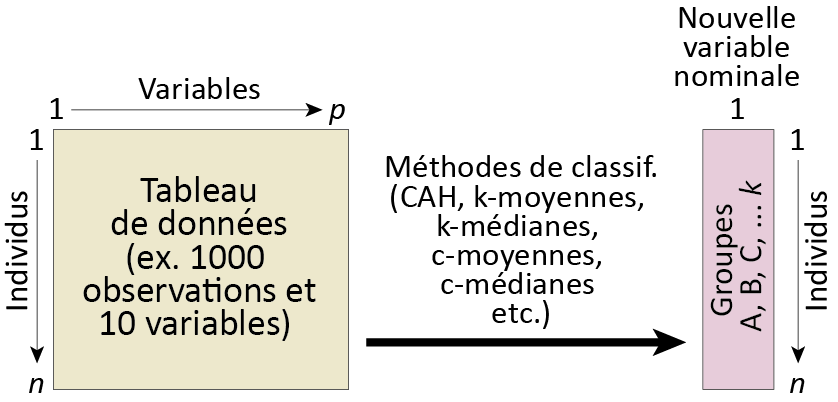 Variables
1
p
1
Individus
n
Tableau
de données
(ex. 1000
observations et
10 variables)
Méthodes de classif.
(CAH, k-moyennes,
k-médianes,
c-moyennes,
c-médianes
etc.)
Nouvelle
variable
nominale
1
Groupes
A, B, C, ... k
1
Individus
n